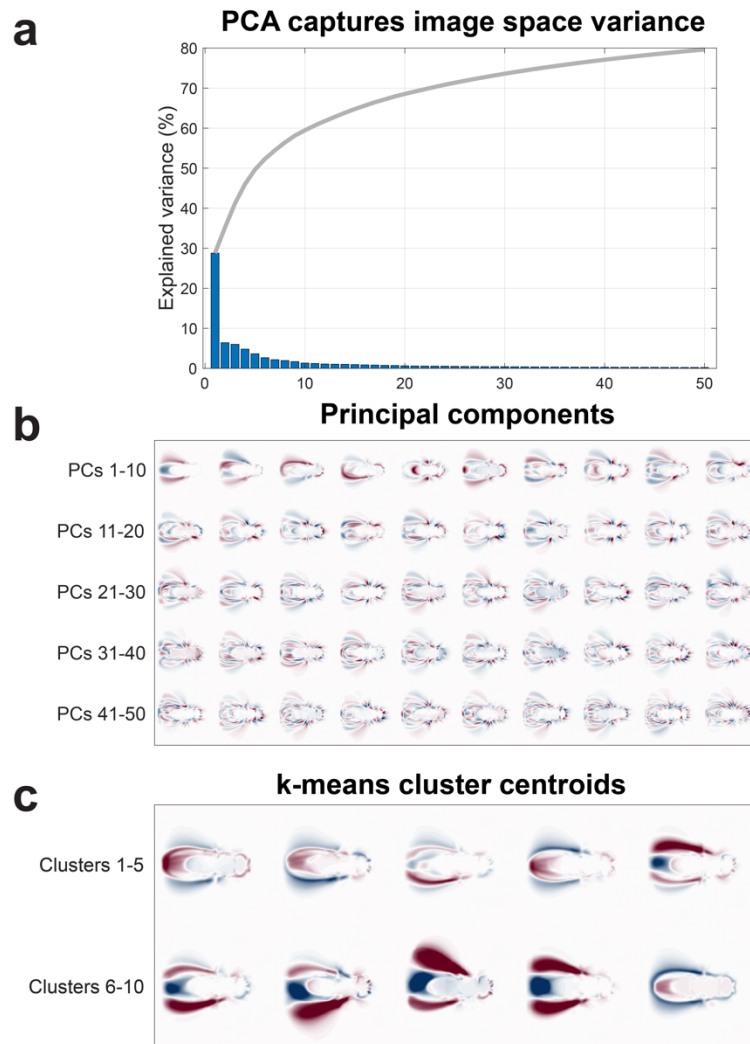 a
PCA captures image space variance
Explained variance (%)
80
70
60
50
40
30
20
10
0
0 10 20 30 40 50
b
Principal components
PCs 1-10
PCs 11-20
PCs 21-30
PCs 31-40
PCs 41-50
c
k-means cluster centroids
Clusters 1-5
Clusters 6-10